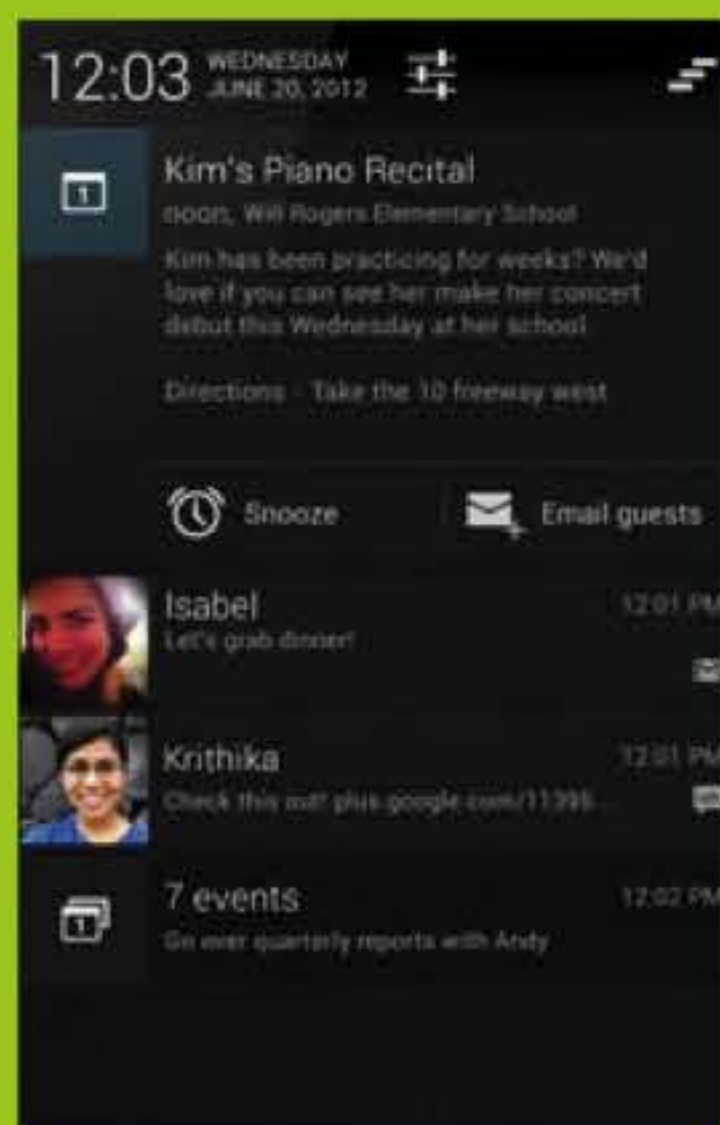 12:03
WEDNESDAY
JUNE 20, 2012
1
Kim's Piano Recital
noon, Will Rogers Elementary School
Kim has been practicing for weeks? We'd
love if you can see her make her concert
debut this Wednesday at her school
Directions - Take the 10 freeway west
Snooze
Email guests
Isabel
12:01 PM
Let's grab dinner!
Krithika
12:01 PM
Check this out! plus.google.com/11395...
1
7 events
12:02 PM
Go over quarterly reports with Andy